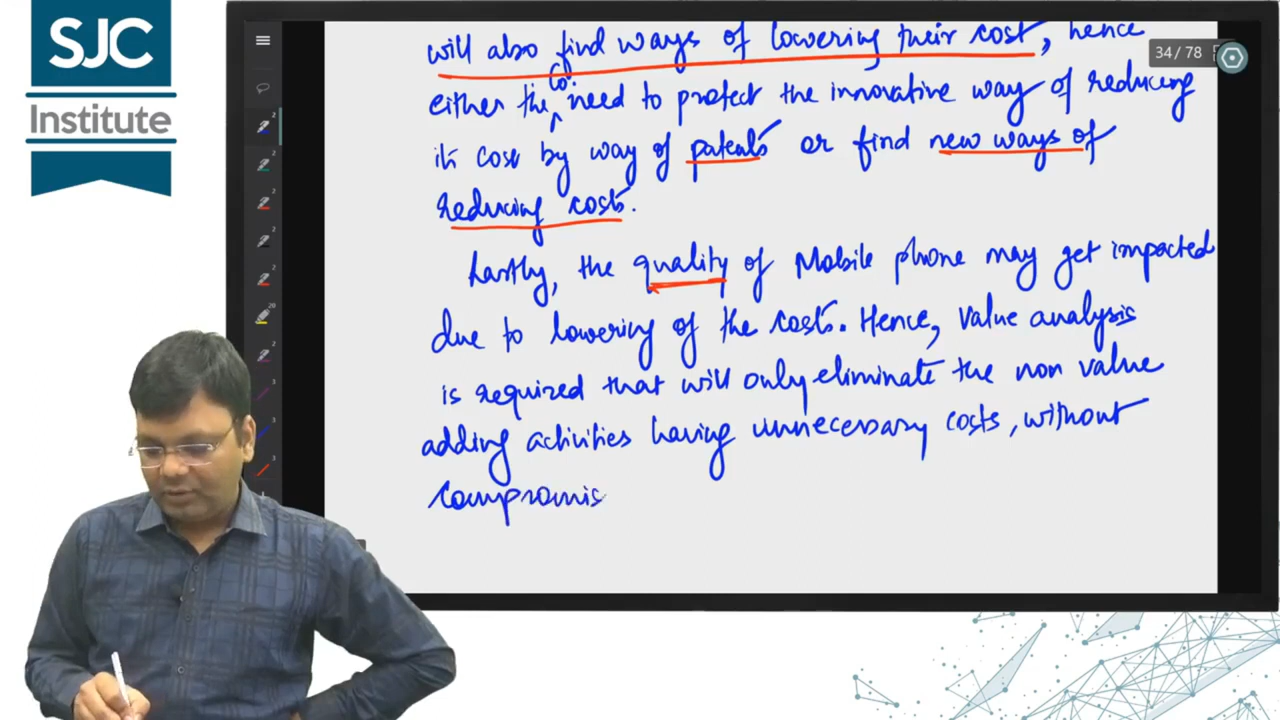 SJC
Institute
34 / 78
will also find ways of lowering their cost, hence
either the co. need to protect the innovative way of reducing
its cost by way of patents or find new ways of
reducing costs.
Lastly, the quality of Mobile phone may get impacted
due to lowering of the costs. Hence, value analysis
is required that will only eliminate the non value
adding activities having unnecessary costs, without
compromis